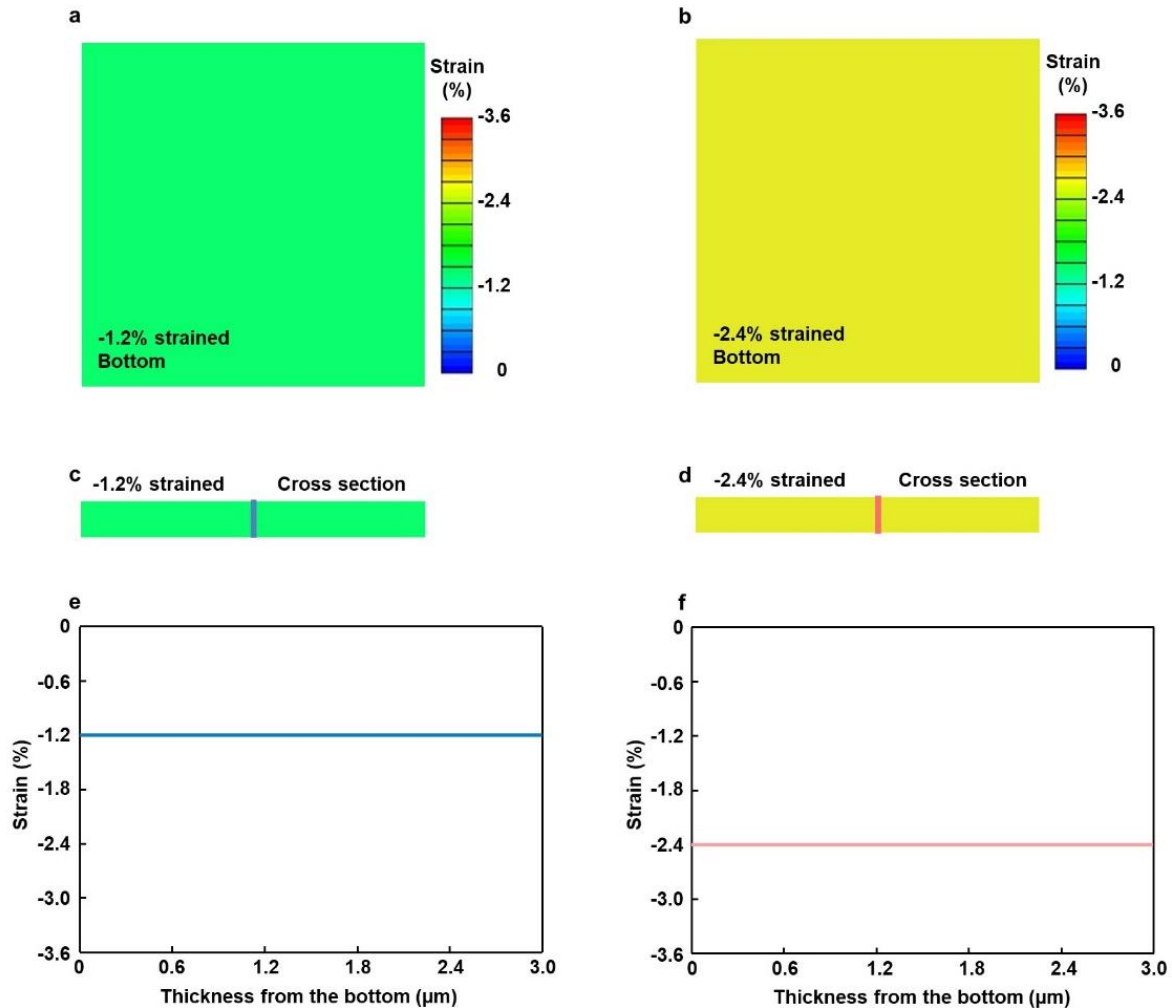 a
Strain
(%)
-3.6
-2.4
-1.2
0
-1.2% strained
Bottom
b
Strain
(%)
-3.6
-2.4
-1.2
0
-2.4% strained
Bottom
c
-1.2% strained
Cross section
d
-2.4% strained
Cross section
e
0
-0.6
-1.2
-1.8
-2.4
-3.0
-3.6
Strain (%)
0 0.6 1.2 1.8 2.4 3.0
Thickness from the bottom (µm)
f
0
-0.6
-1.2
-1.8
-2.4
-3.0
-3.6
Strain (%)
0 0.6 1.2 1.8 2.4 3.0
Thickness from the bottom (µm)